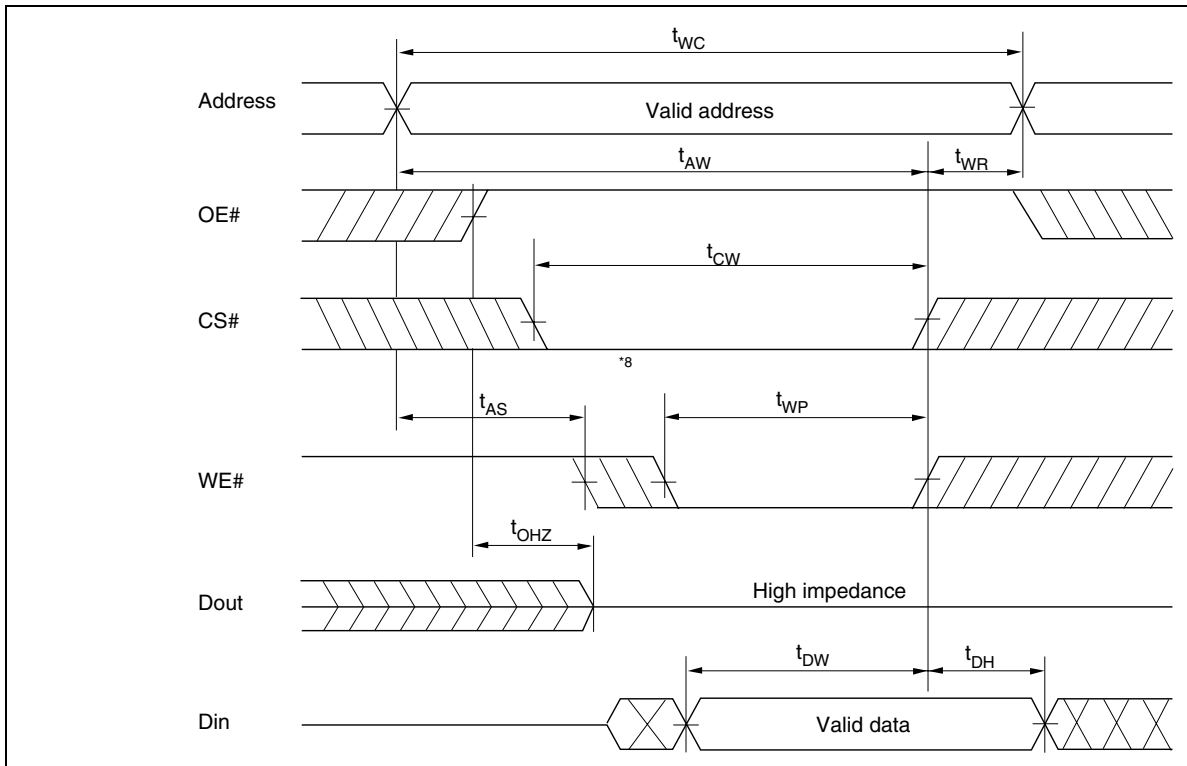 tWC
Address
Valid address
tAW
tWR
OE#
tCW
CS#
*8
tAS
tWP
WE#
tOHZ
Dout
High impedance
tDW
tDH
Din
Valid data